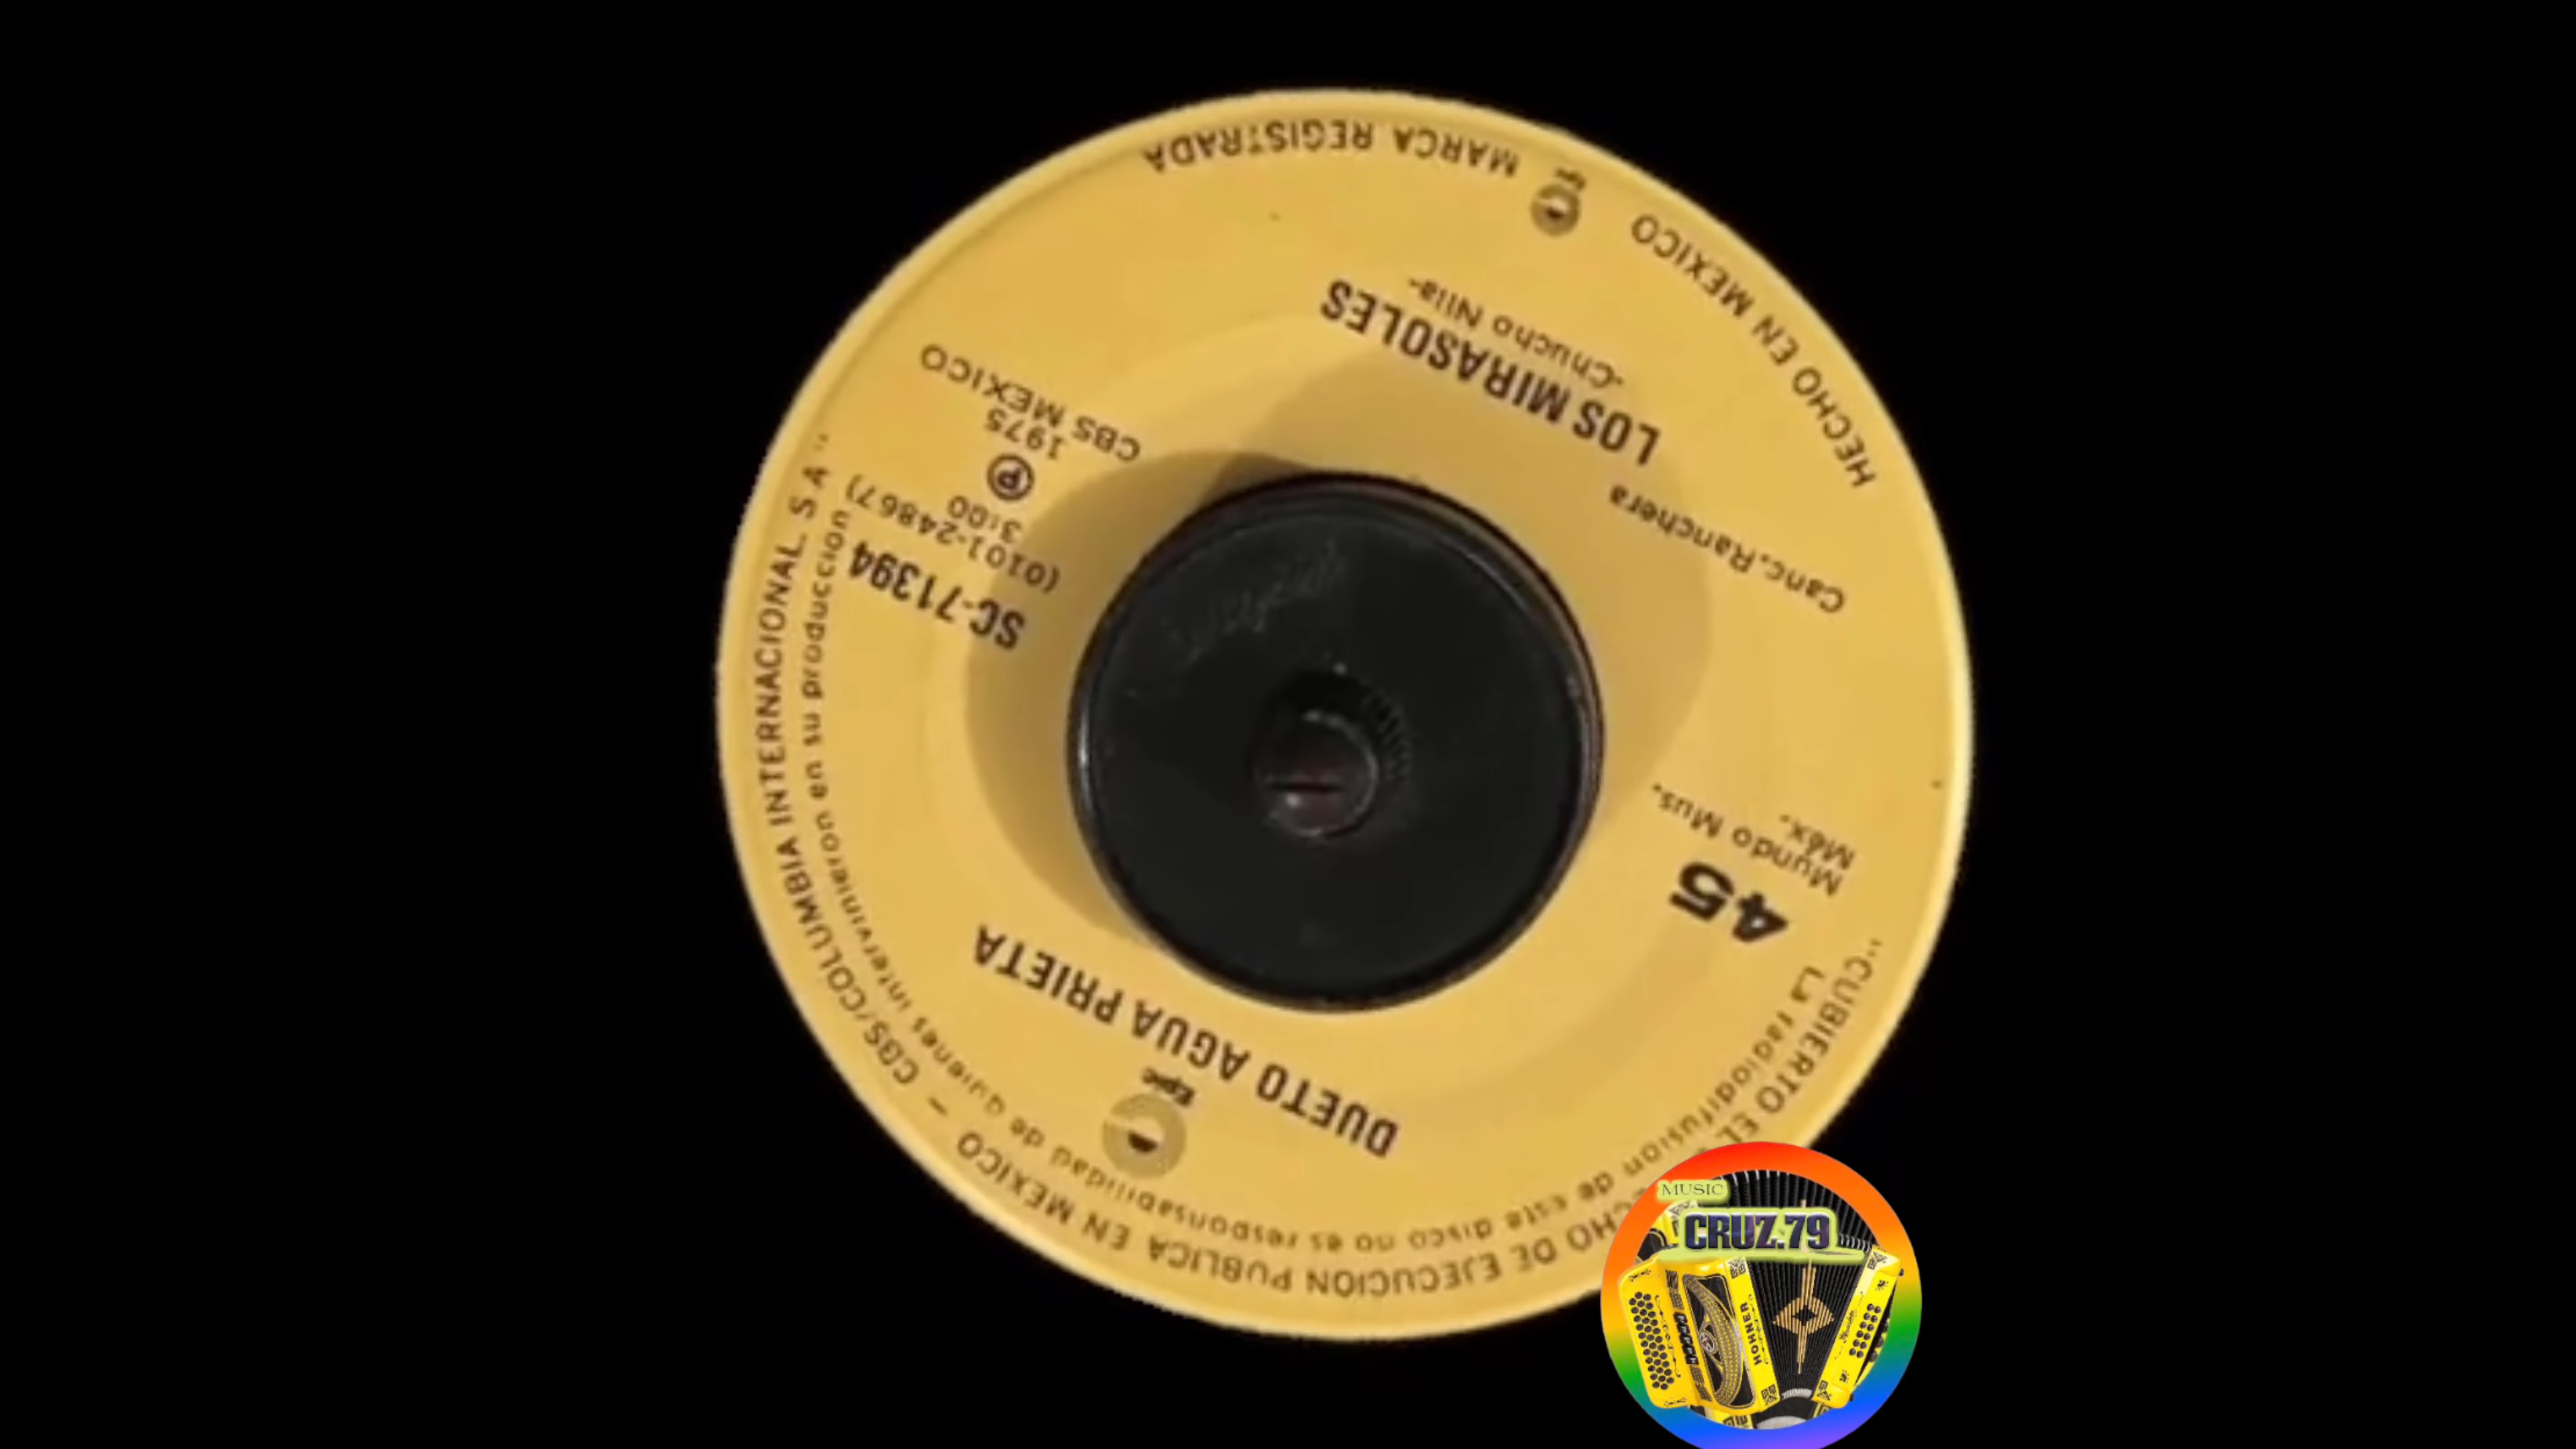 HECHO EN MEXICO Epic MARCA REGISTRADA
LOS MIRASOLES
-Chucho Nila-
Canc. Ranchera
CBS MEXICO
1975
Ⓟ
3:00
(0101-24867)
SC-71394
Mundo Mus.
Méx.
45
DUETO AGUA PRIETA
Epic
"CUBIERTO EL DE EJECUCION PUBLICA EN MEXICO - CBS/COLUMBIA INTERNACIONAL, S.A."
La radiodifusion de este disco no es responsabilidad de quienes intervinieron en su produccion
MUSIC
CRUZ.79
HOHNER